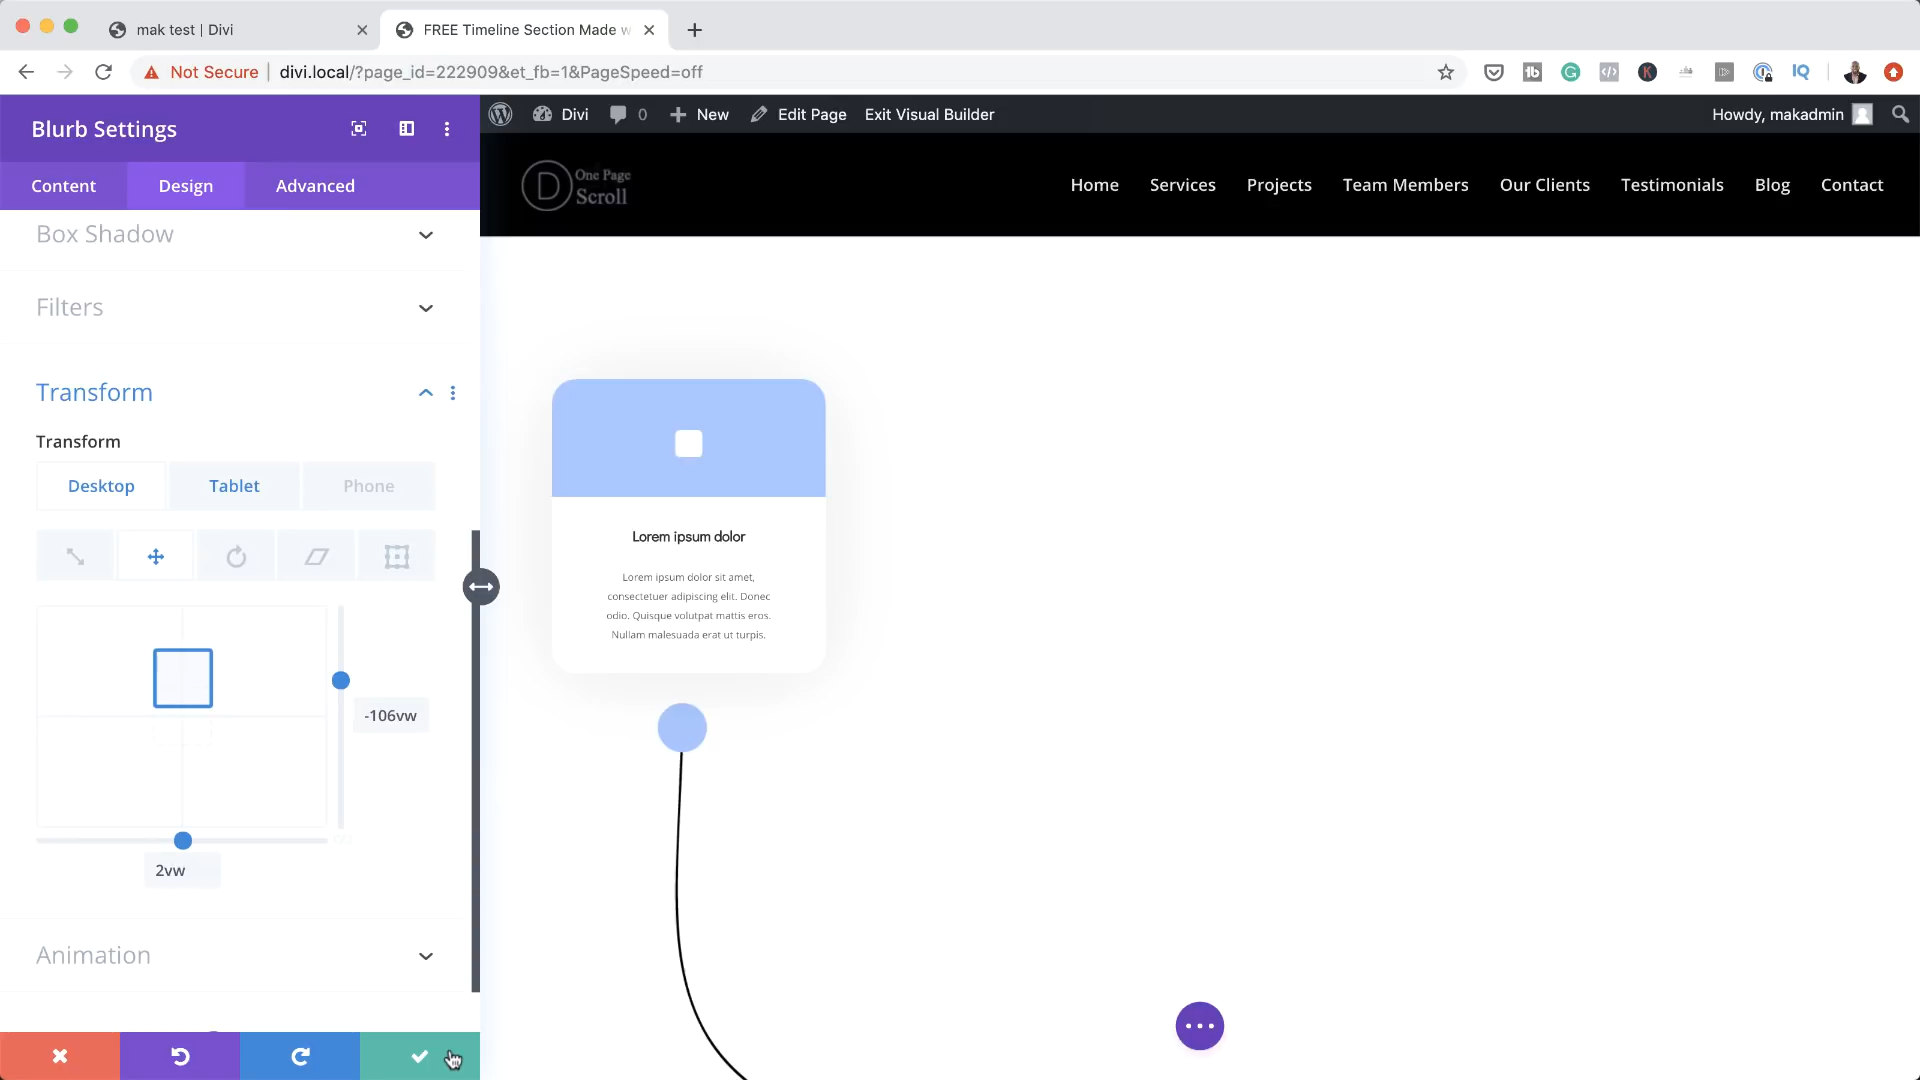 mak test | Divi
FREE Timeline Section Made w
Not Secure | divi.local/?page_id=222909&et_fb=1&PageSpeed=off
Blurb Settings
Divi
0
New
Edit Page
Exit Visual Builder
Howdy, makadmin
Content
Design
Advanced
D One Page
Scroll
Home
Services
Projects
Team Members
Our Clients
Testimonials
Blog
Contact
Box Shadow
Filters
Transform
Transform
Desktop
Tablet
Phone
-106vw
2vw
Animation
Lorem ipsum dolor
Lorem ipsum dolor sit amet,
consectetuer adipiscing elit. Donec
odio. Quisque volutpat mattis eros.
Nullam malesuada erat ut turpis.